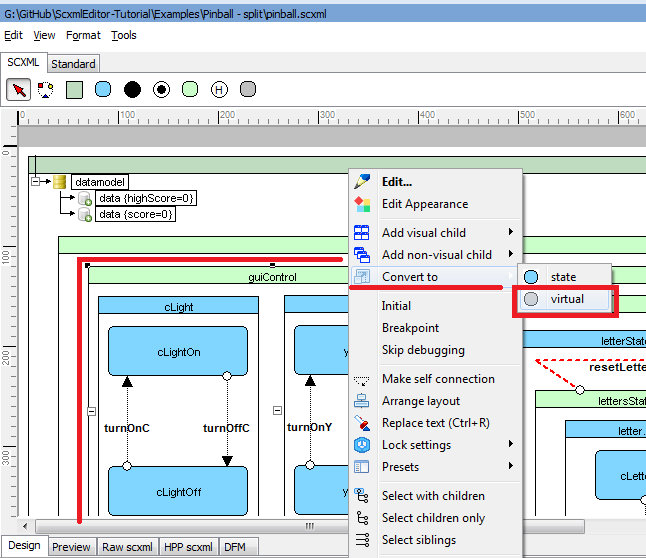 G:\GitHub\ScxmlEditor-Tutorial\Examples\Pinball - split\pinball.scxml
Edit View Format Tools
SCXML Standard
H
0 100 200 300 400 500 600
0
100
200
300
datamodel
data {highScore=0}
data {score=0}
guiControl
cLight
cLightOn
turnOnC
turnOffC
cLightOff
y
turnOnY
y
Edit...
Edit Appearance
Add visual child
Add non-visual child
Convert to
state
virtual
Initial
Breakpoint
Skip debugging
Make self connection
Arrange layout
Replace text (Ctrl+R)
Lock settings
Presets
Select with children
Select children only
Select siblings
letterState
resetLette
lettersStat
letter.
cLette
cLette
Design Preview Raw scxml HPP scxml DFM